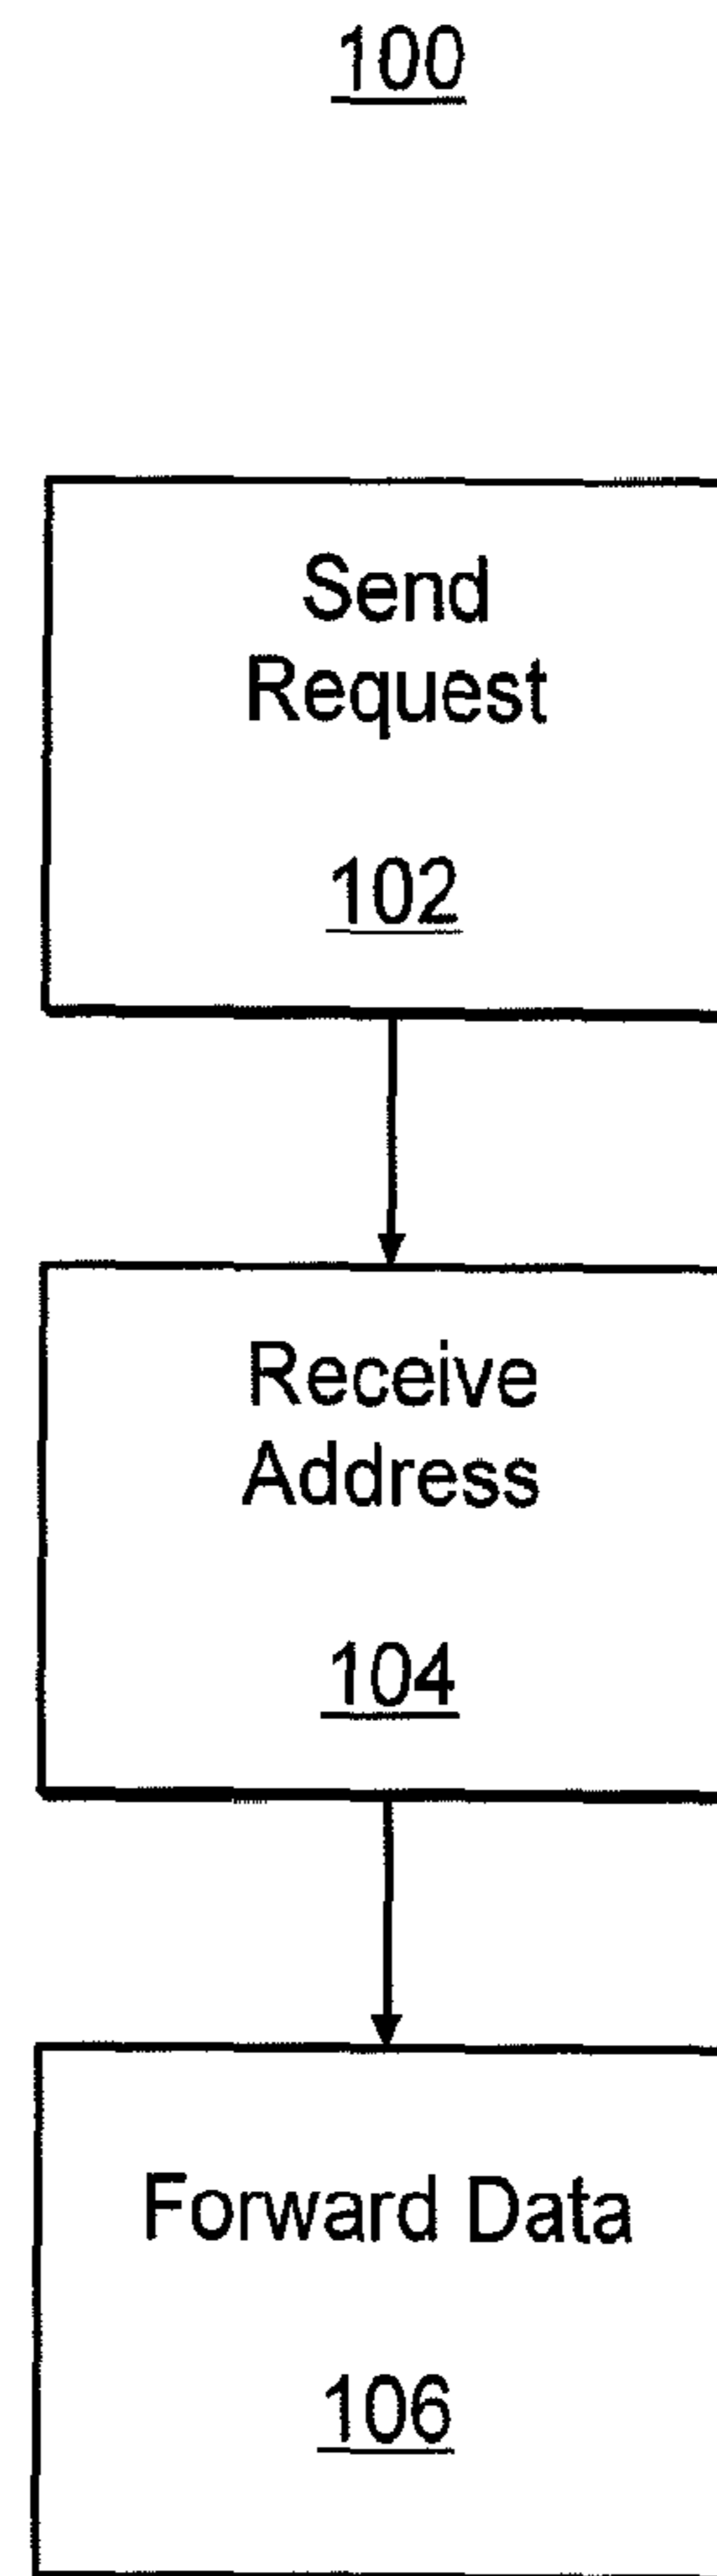 100
Send
Request
102
Receive
Address
104
Forward Data
106